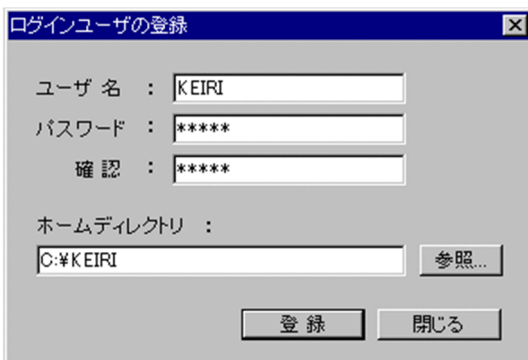 ログインユーザの登録
ユーザ 名 : KEIRI
パスワード : *****
確 認 : *****
ホームディレクトリ :
C:¥KEIRI 参照...
登 録 閉じる